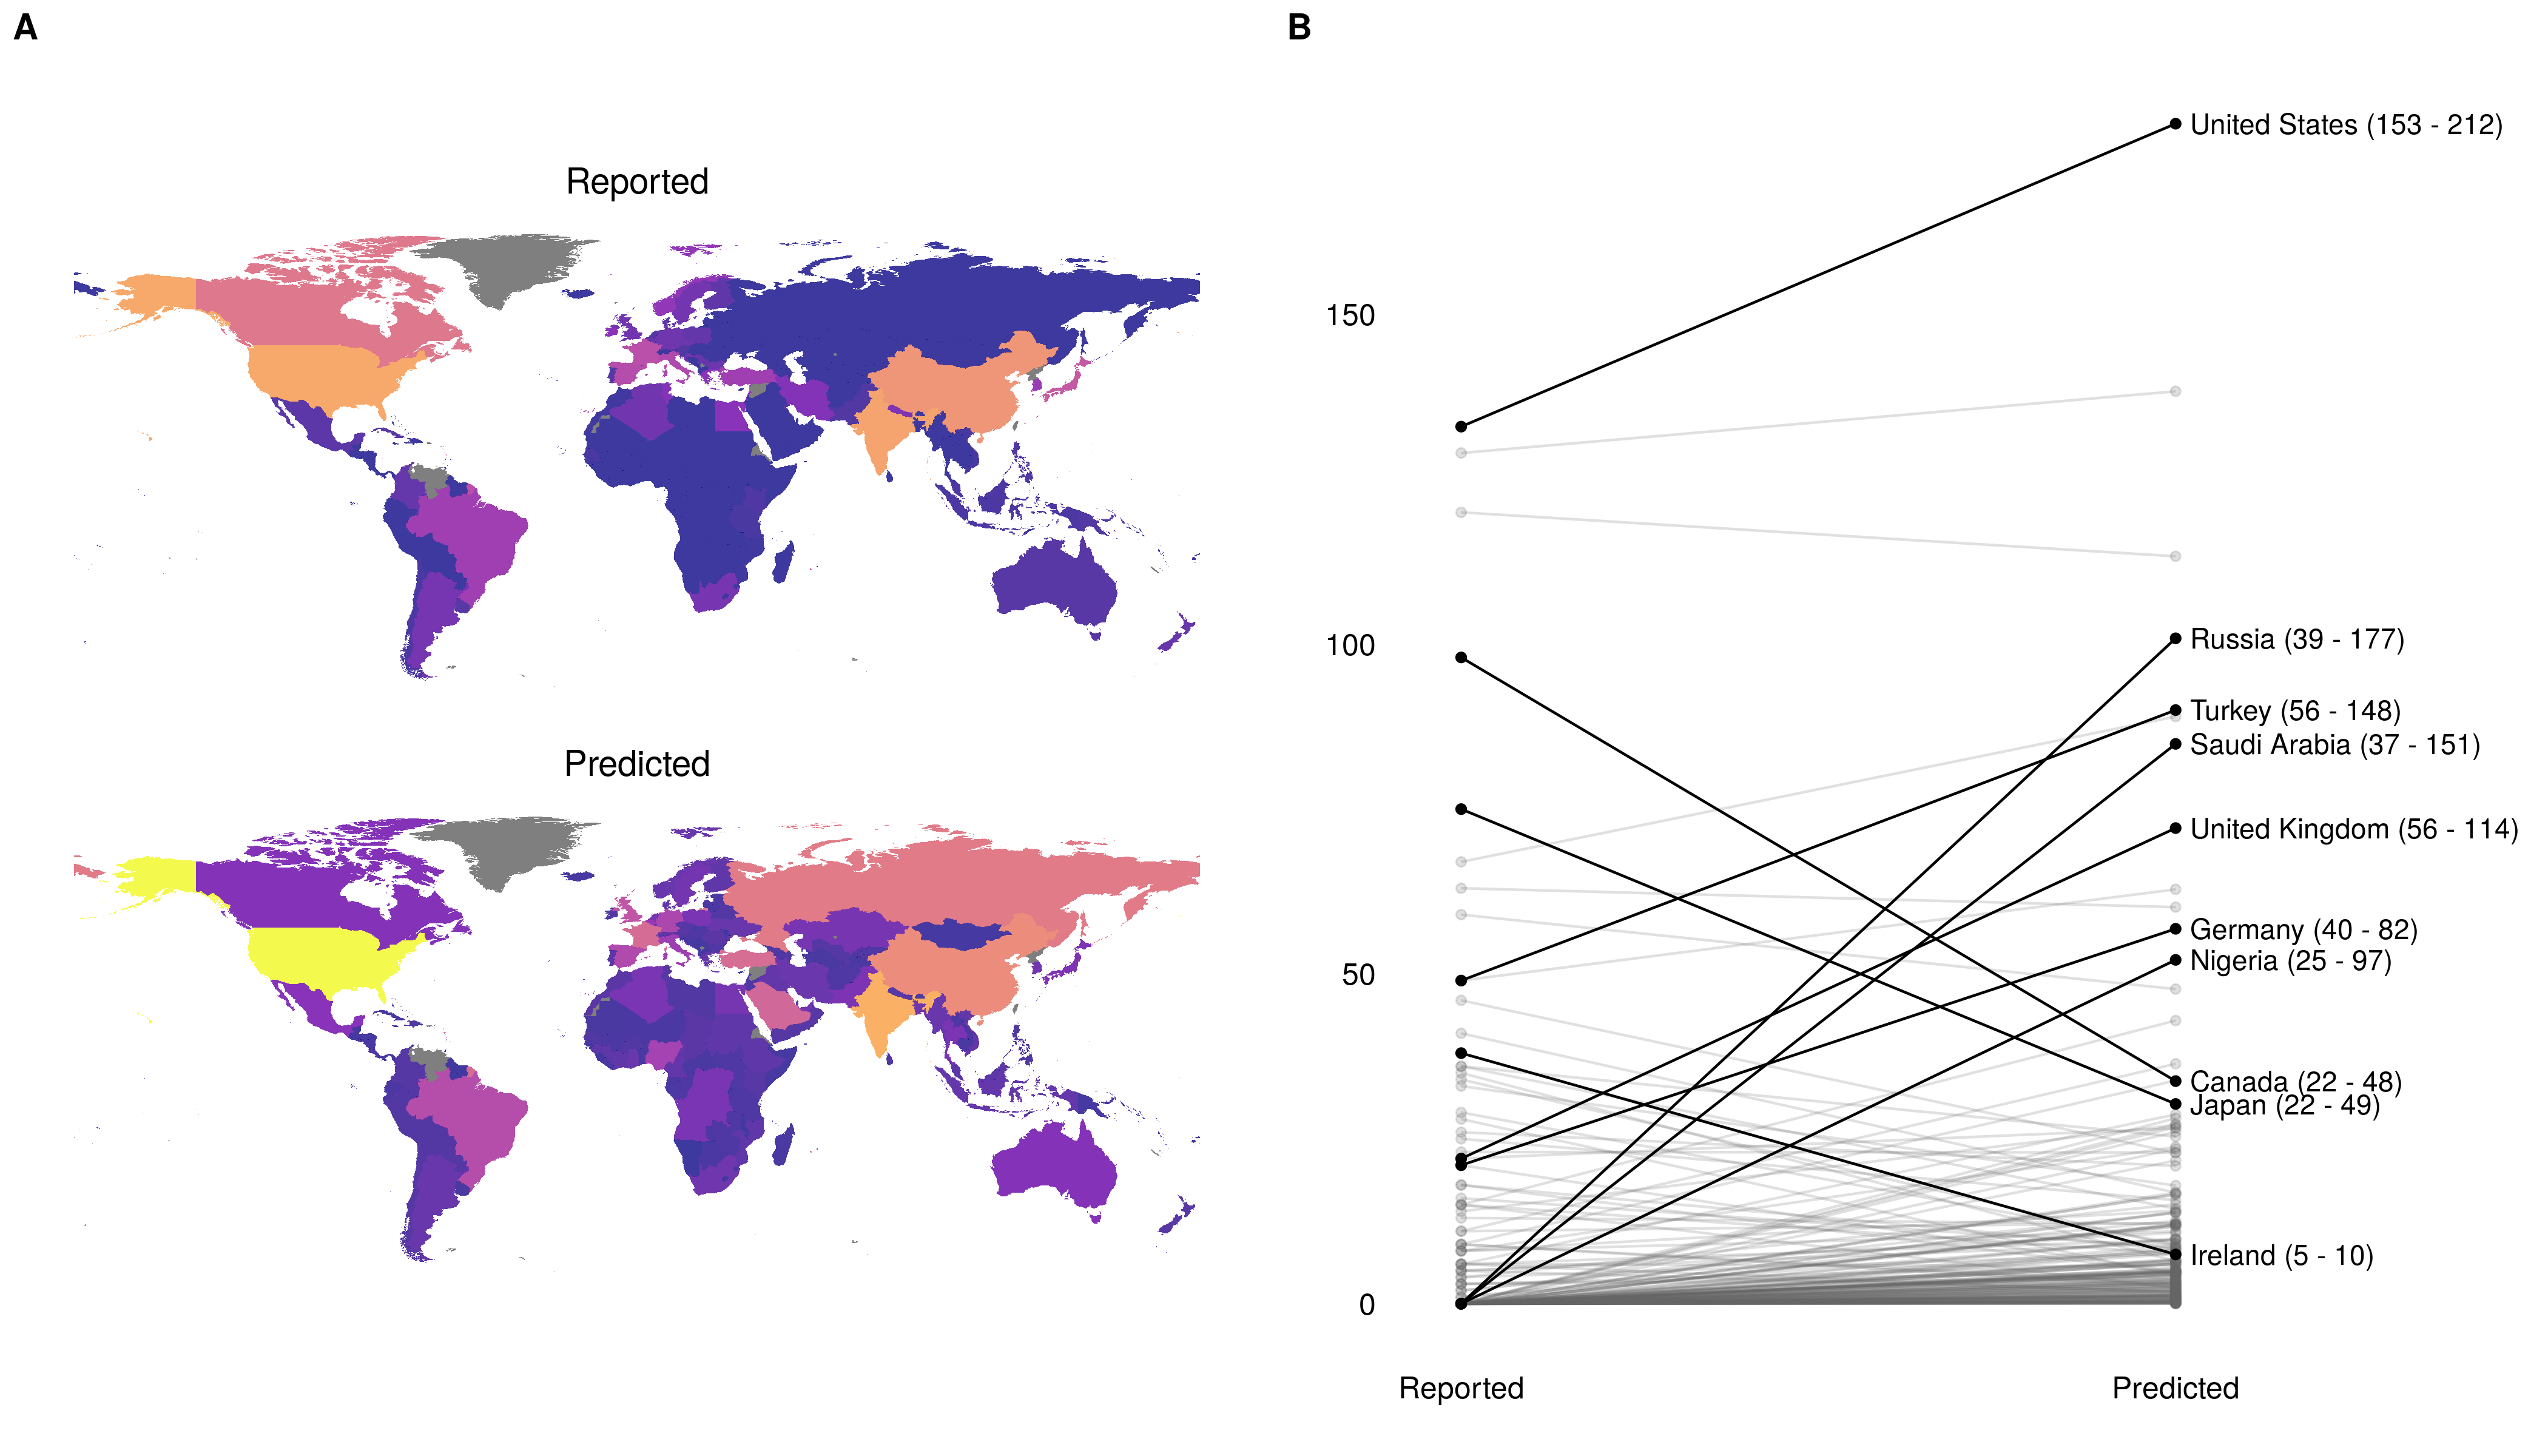 A
Reported
Predicted
B
150
100
50
0
United States (153 - 212)
Russia (39 - 177)
Turkey (56 - 148)
Saudi Arabia (37 - 151)
United Kingdom (56 - 114)
Germany (40 - 82)
Nigeria (25 - 97)
Canada (22 - 48)
Japan (22 - 49)
Ireland (5 - 10)
Reported
Predicted